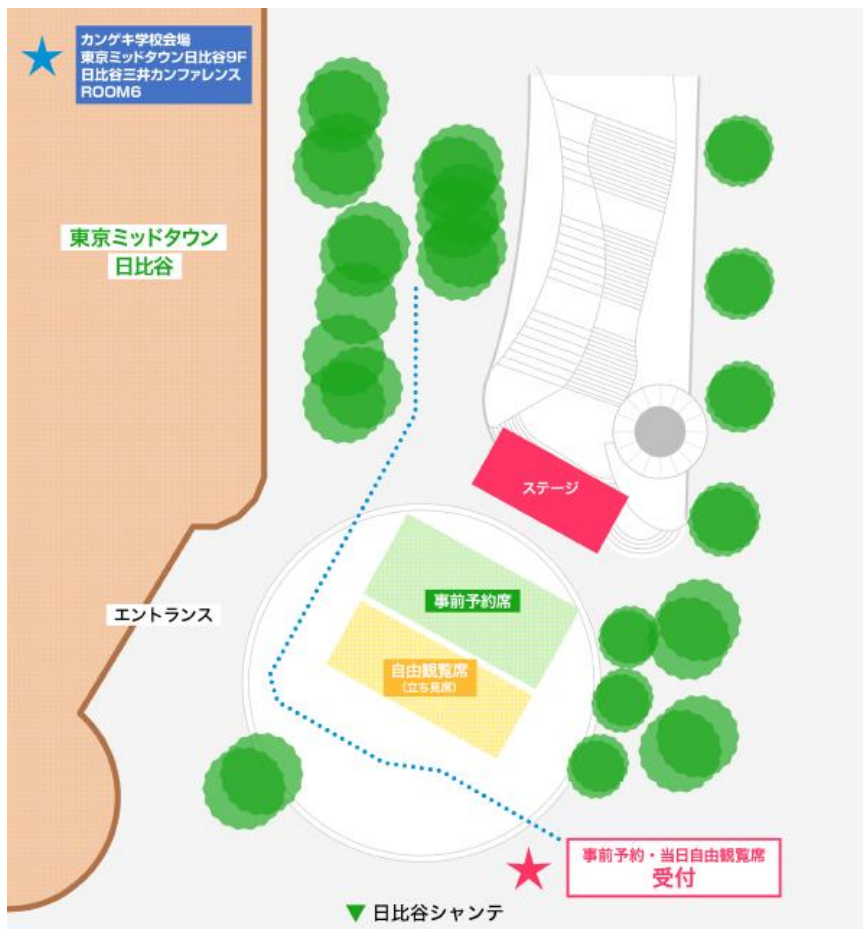 カンゲキ学校会場
東京ミッドタウン日比谷9F
日比谷三井カンファレンス
ROOM6
東京ミッドタウン
日比谷
ステージ
事前予約席
エントランス
自由観覧席
(立ち見席)
事前予約・当日自由観覧席
受付
▼日比谷シャンテ